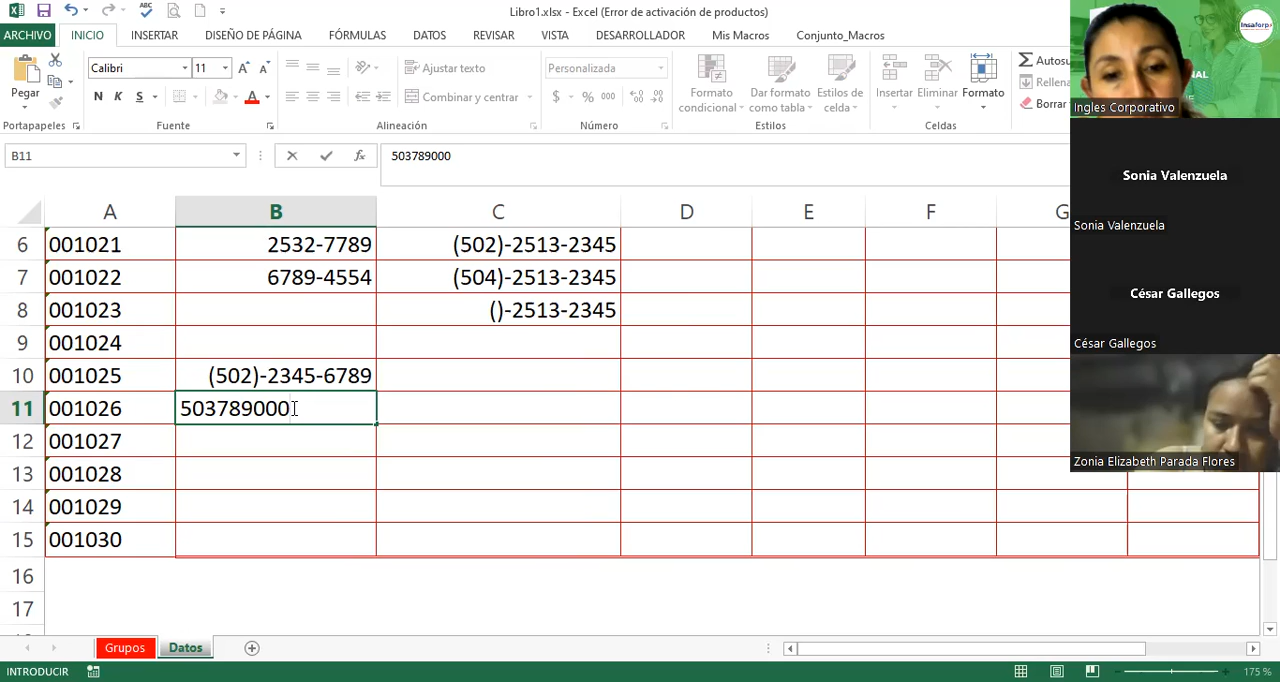 Libro1.xlsx - Excel (Error de activación de productos)
ARCHIVO INICIO INSERTAR DISEÑO DE PÁGINA FÓRMULAS DATOS REVISAR VISTA DESARROLLADOR Mis Macros Conjunto_Macros
Calibri 11 Ajustar texto Personalizada
Pegar N K S Combinar y centrar $ % 000
Formato condicional Dar formato como tabla Estilos de celda
Insertar Eliminar Formato
Autosu
Rellena
Borrar
Portapapeles Fuente Alineación Número Estilos Celdas
B11 fx 503789000
A B C D E F G
6 001021 2532-7789 (502)-2513-2345
7 001022 6789-4554 (504)-2513-2345
8 001023 ()-2513-2345
9 001024
10 001025 (502)-2345-6789
11 001026 503789000
12 001027
13 001028
14 001029
15 001030
16
17
Grupos Datos
INTRODUCIR 175 %
Insaforp
NAL
Ingles Corporativo
Sonia Valenzuela
Sonia Valenzuela
César Gallegos
César Gallegos
Zonia Elizabeth Parada Flores